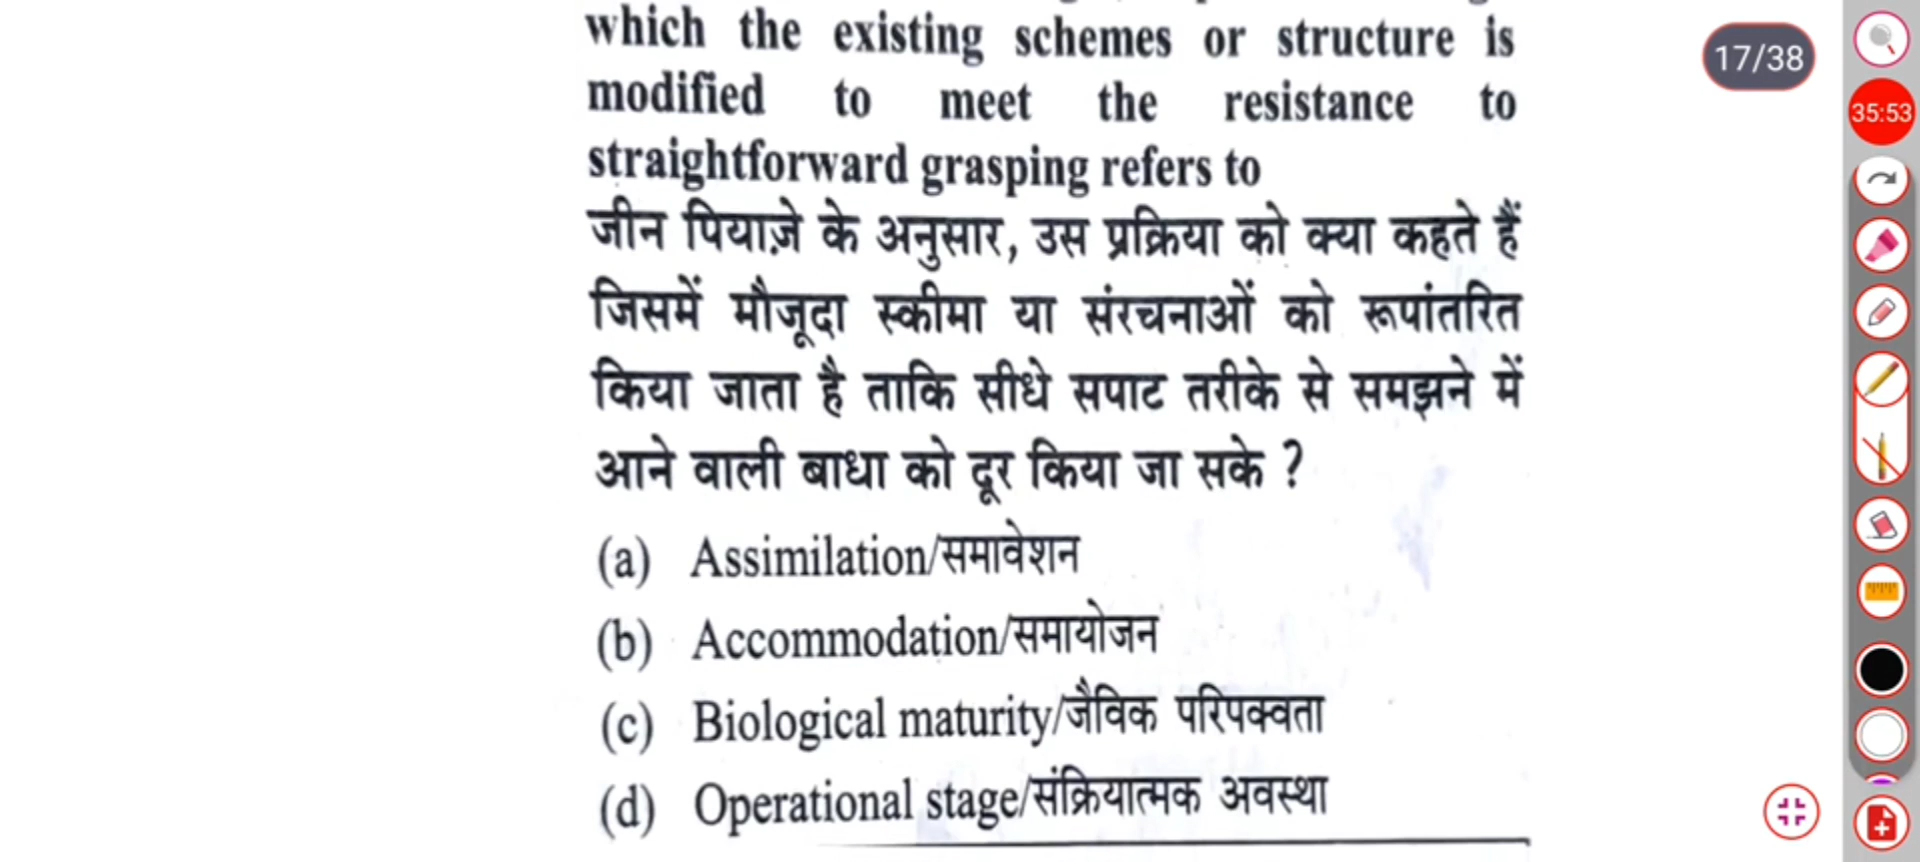 which the existing schemes or structure is
modified to meet the resistance to
straightforward grasping refers to
जीन पियाज़े के अनुसार, उस प्रक्रिया को क्या कहते हैं
जिसमें मौजूदा स्कीमा या संरचनाओं को रूपांतरित
किया जाता है ताकि सीधे सपाट तरीके से समझने में
आने वाली बाधा को दूर किया जा सके ?
(a) Assimilation/समावेशन
(b) Accommodation/समायोजन
(c) Biological maturity/जैविक परिपक्वता
(d) Operational stage/संक्रियात्मक अवस्था
17/38
35:53